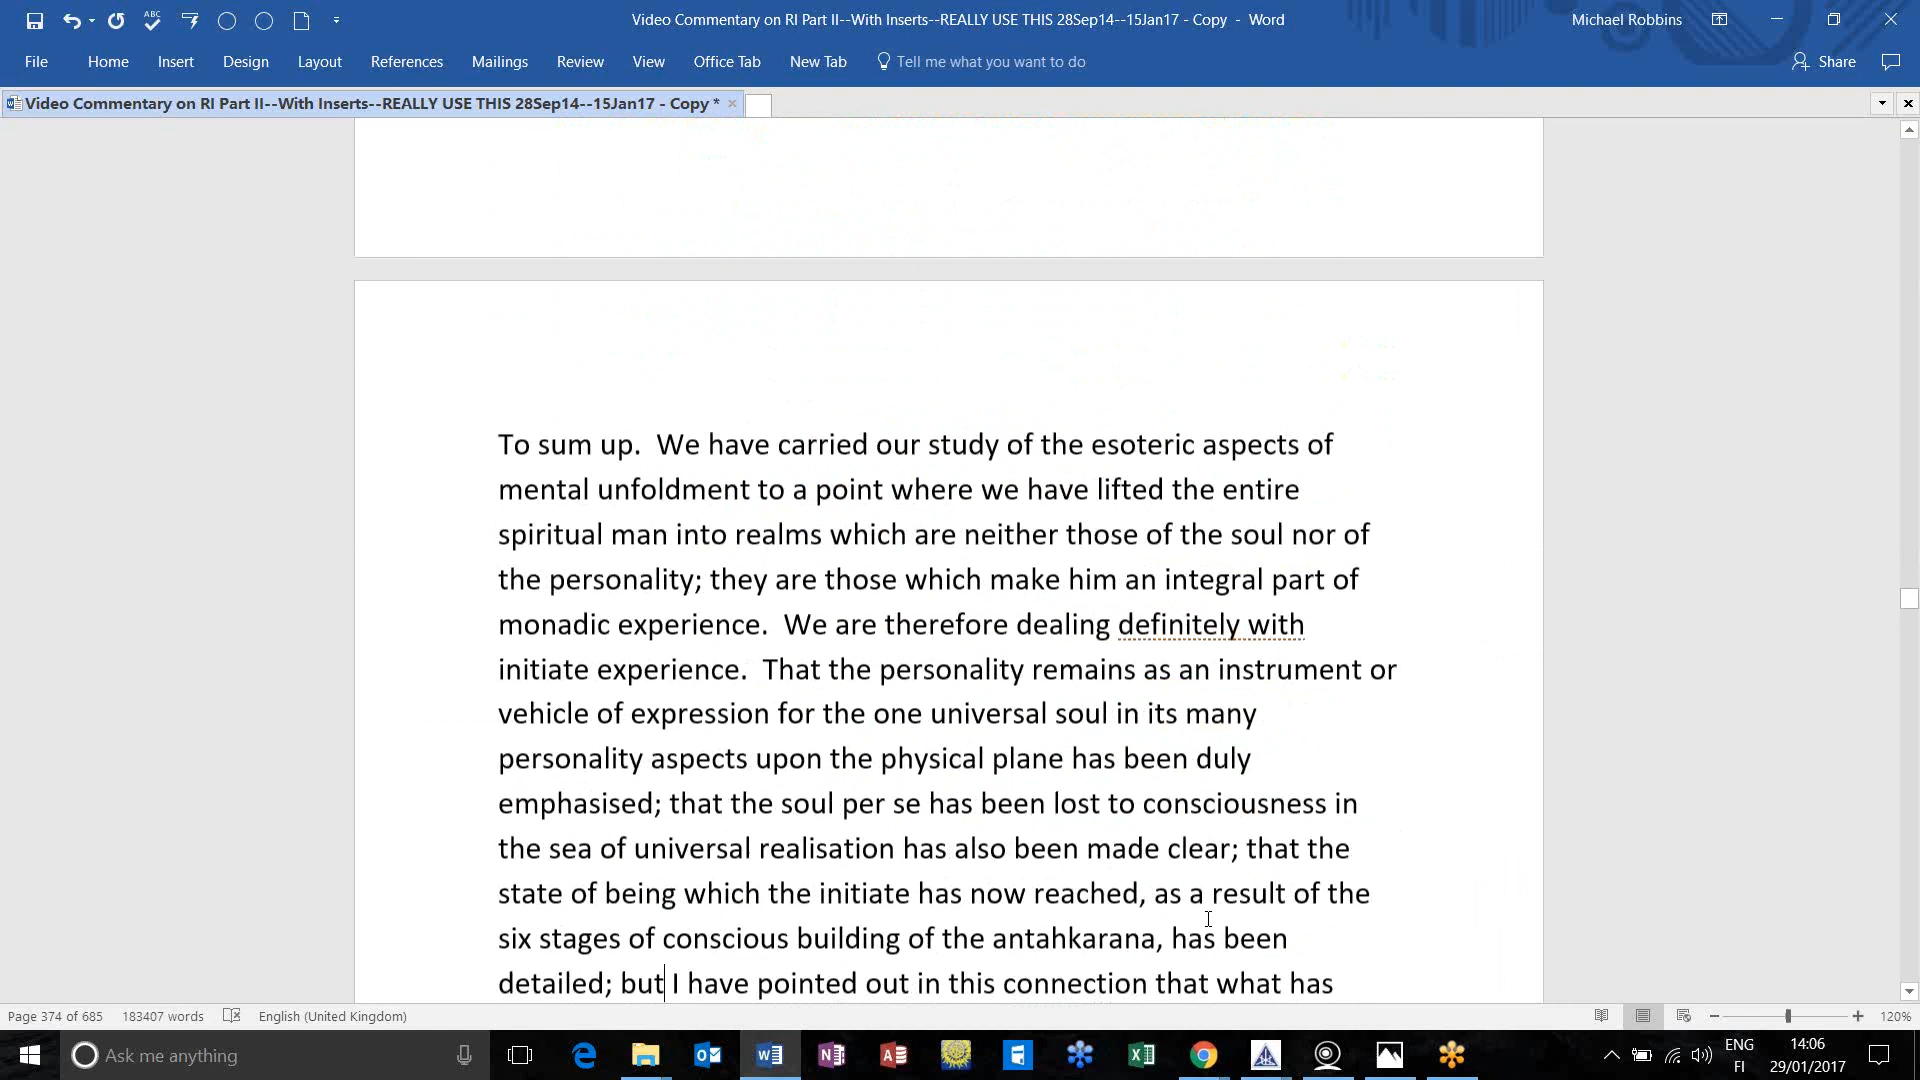 Video Commentary on RI Part II--With Inserts--REALLY USE THIS 28Sep14--15Jan17 - Copy - Word
Michael Robbins
File Home Insert Design Layout References Mailings Review View Office Tab New Tab Tell me what you want to do Share
Video Commentary on RI Part II--With Inserts--REALLY USE THIS 28Sep14--15Jan17 - Copy *
To sum up. We have carried our study of the esoteric aspects of
mental unfoldment to a point where we have lifted the entire
spiritual man into realms which are neither those of the soul nor of
the personality; they are those which make him an integral part of
monadic experience. We are therefore dealing definitely with
initiate experience. That the personality remains as an instrument or
vehicle of expression for the one universal soul in its many
personality aspects upon the physical plane has been duly
emphasised; that the soul per se has been lost to consciousness in
the sea of universal realisation has also been made clear; that the
state of being which the initiate has now reached, as a result of the
six stages of conscious building of the antahkarana, has been
detailed; but I have pointed out in this connection that what has
Page 374 of 685 183407 words English (United Kingdom) 120%
Ask me anything
ENG
FI
14:06
29/01/2017